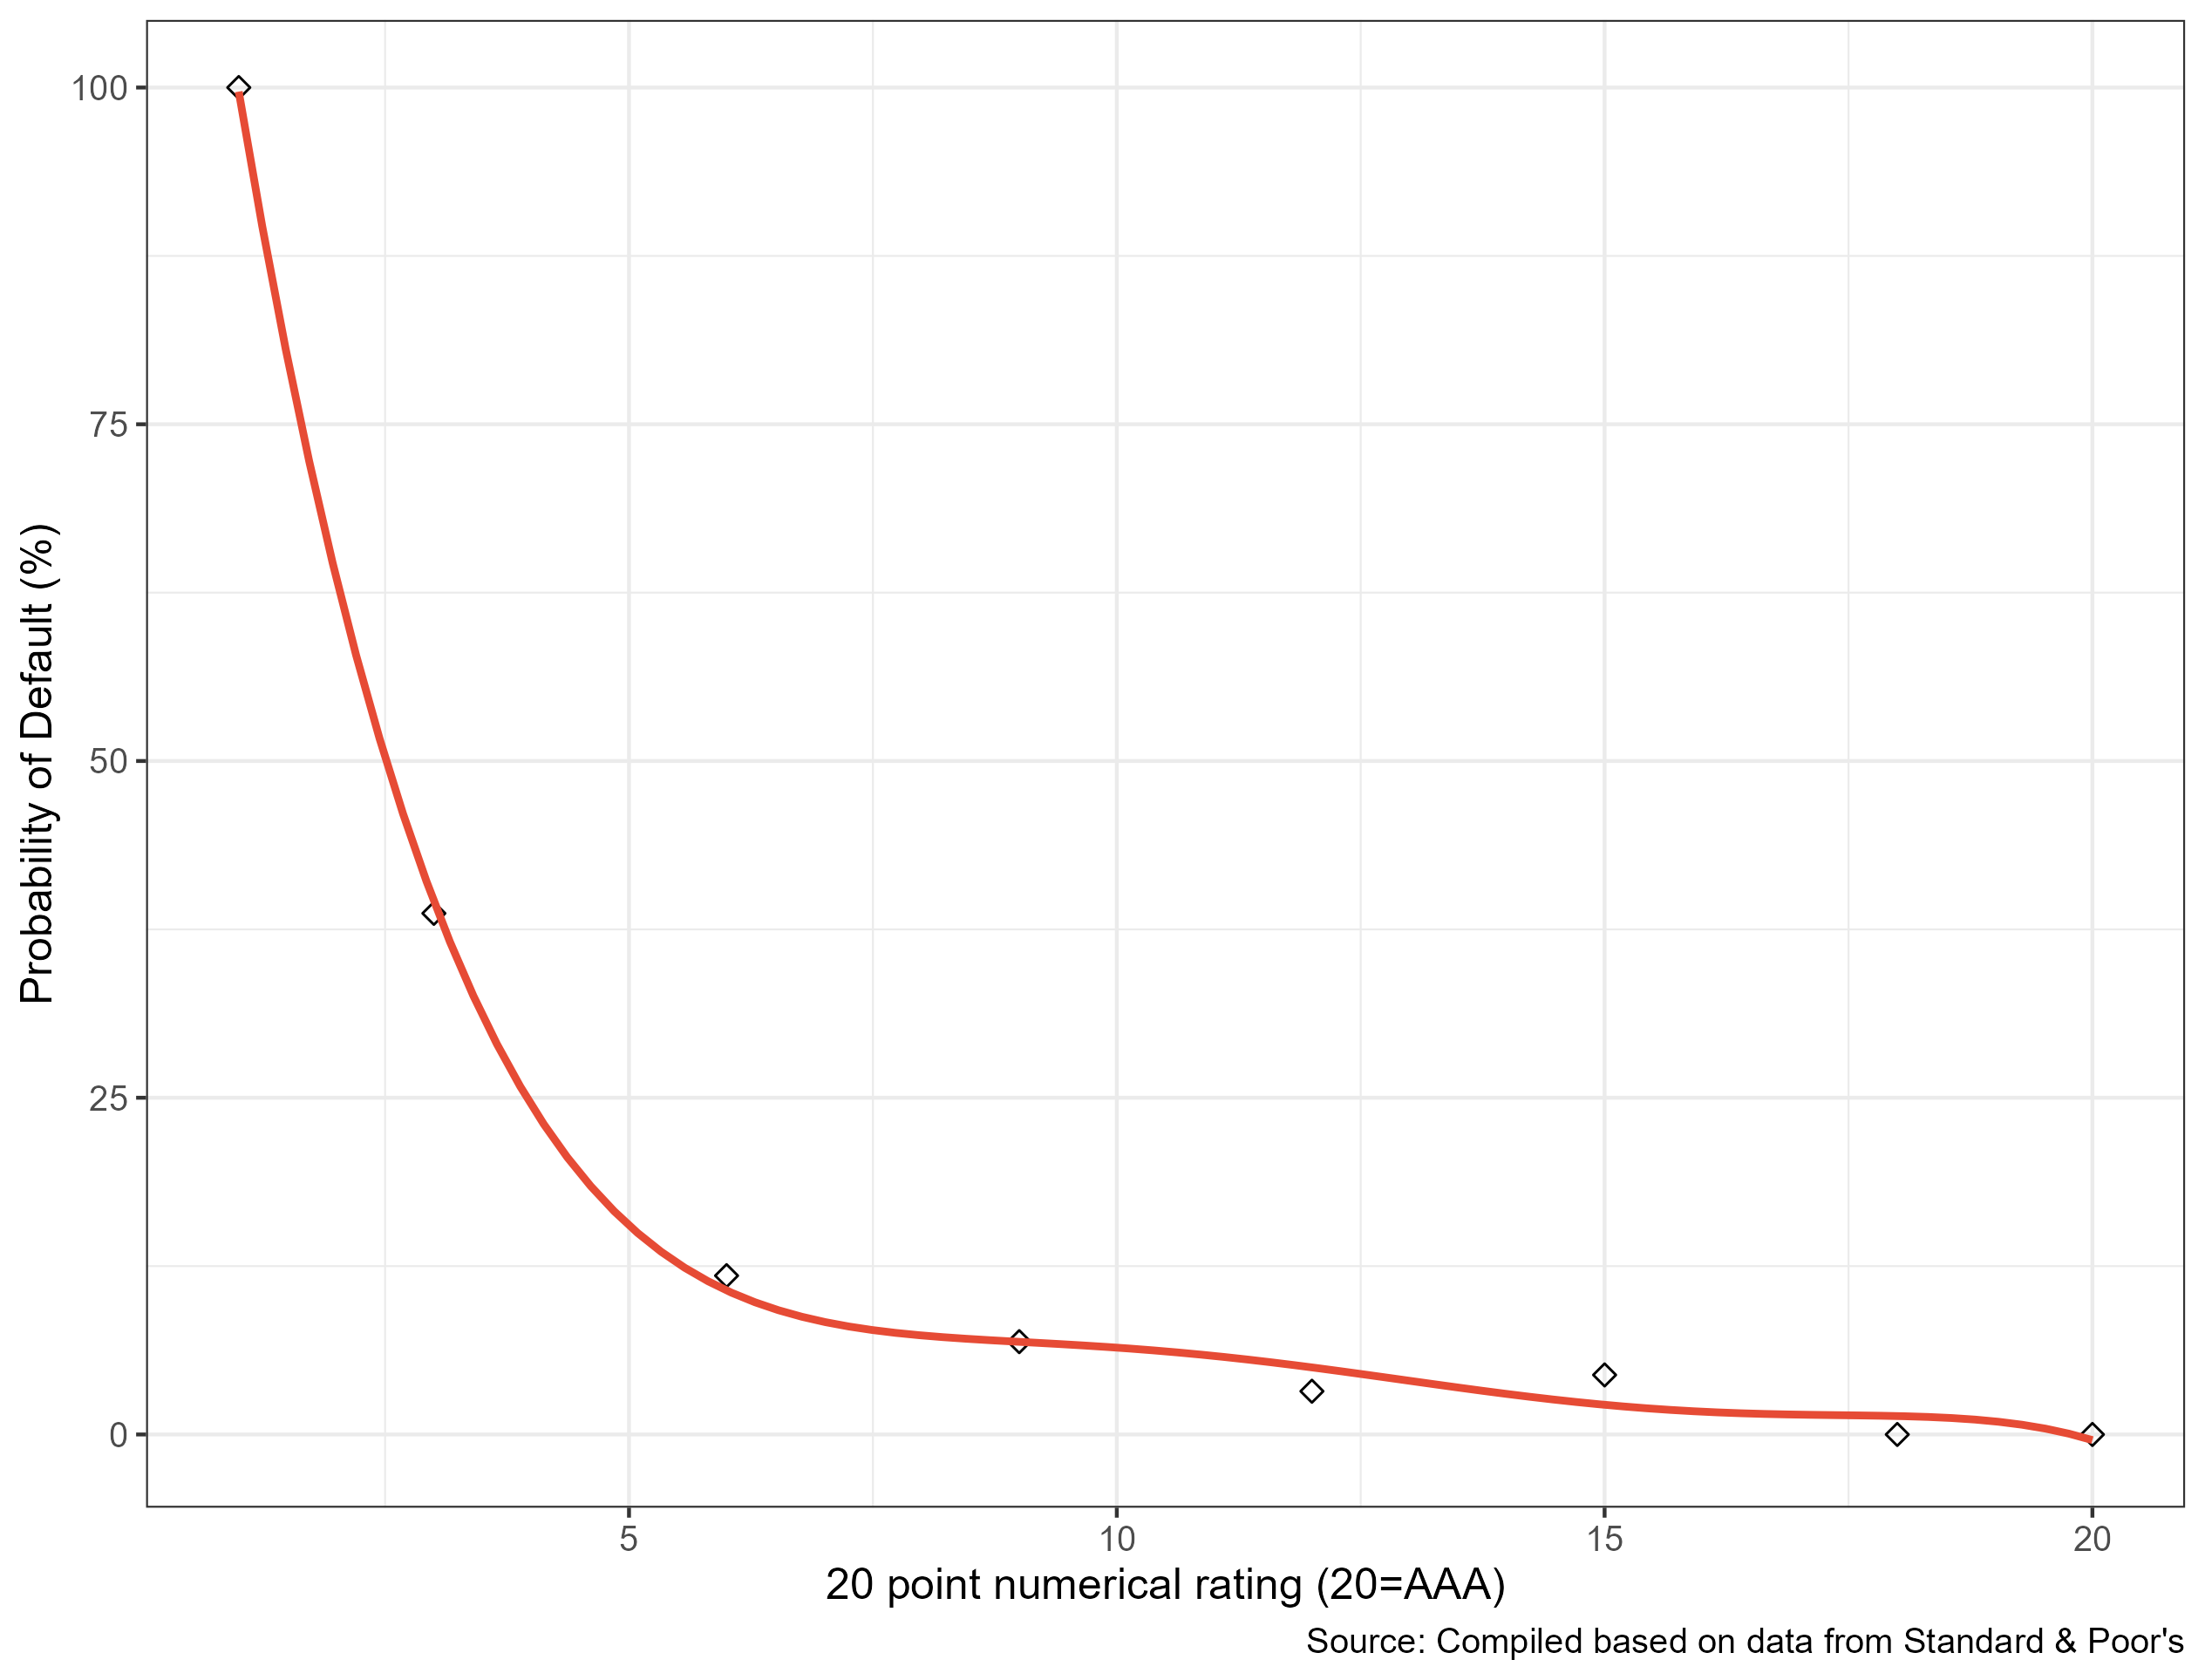 100
75
50
25
0
Probability of Default (%)
5 10 15 20
20 point numerical rating (20=AAA)
Source: Compiled based on data from Standard & Poor's